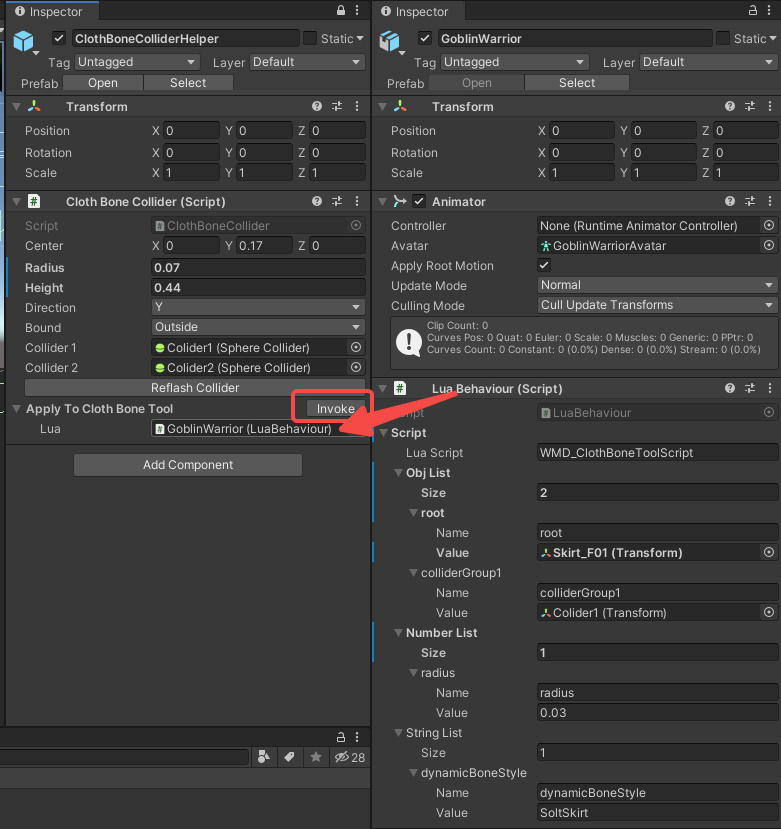 Inspector
ClothBoneColliderHelper
Static
Tag Untagged Layer Default
Prefab Open Select
Transform
Position X 0 Y 0 Z 0
Rotation X 0 Y 0 Z 0
Scale X 1 Y 1 Z 1
Cloth Bone Collider (Script)
Script ClothBoneCollider
Center X 0 Y 0.17 Z 0
Radius 0.07
Height 0.44
Direction Y
Bound Outside
Collider 1 Colider1 (Sphere Collider)
Collider 2 Colider2 (Sphere Collider)
Reflash Collider
Apply To Cloth Bone Tool Invoke
Lua GoblinWarrior (LuaBehaviour)
Add Component
28
Inspector
GoblinWarrior
Static
Tag Untagged Layer Default
Prefab Open Select
Transform
Position X 0 Y 0 Z 0
Rotation X 0 Y 0 Z 0
Scale X 1 Y 1 Z 1
Animator
Controller None (Runtime Animator Controller)
Avatar GoblinWarriorAvatar
Apply Root Motion
Update Mode Normal
Culling Mode Cull Update Transforms
Clip Count: 0
Curves Pos: 0 Quat: 0 Euler: 0 Scale: 0 Muscles: 0 Generic: 0 PPtr: 0
Curves Count: 0 Constant: 0 (0.0%) Dense: 0 (0.0%) Stream: 0 (0.0%)
Lua Behaviour (Script)
LuaBehaviour
Script
Lua Script WMD_ClothBoneToolScript
Obj List
Size 2
root
Name root
Value Skirt_F01 (Transform)
colliderGroup1
Name colliderGroup1
Value Colider1 (Transform)
Number List
Size 1
radius
Name radius
Value 0.03
String List
Size 1
dynamicBoneStyle
Name dynamicBoneStyle
Value SoltSkirt